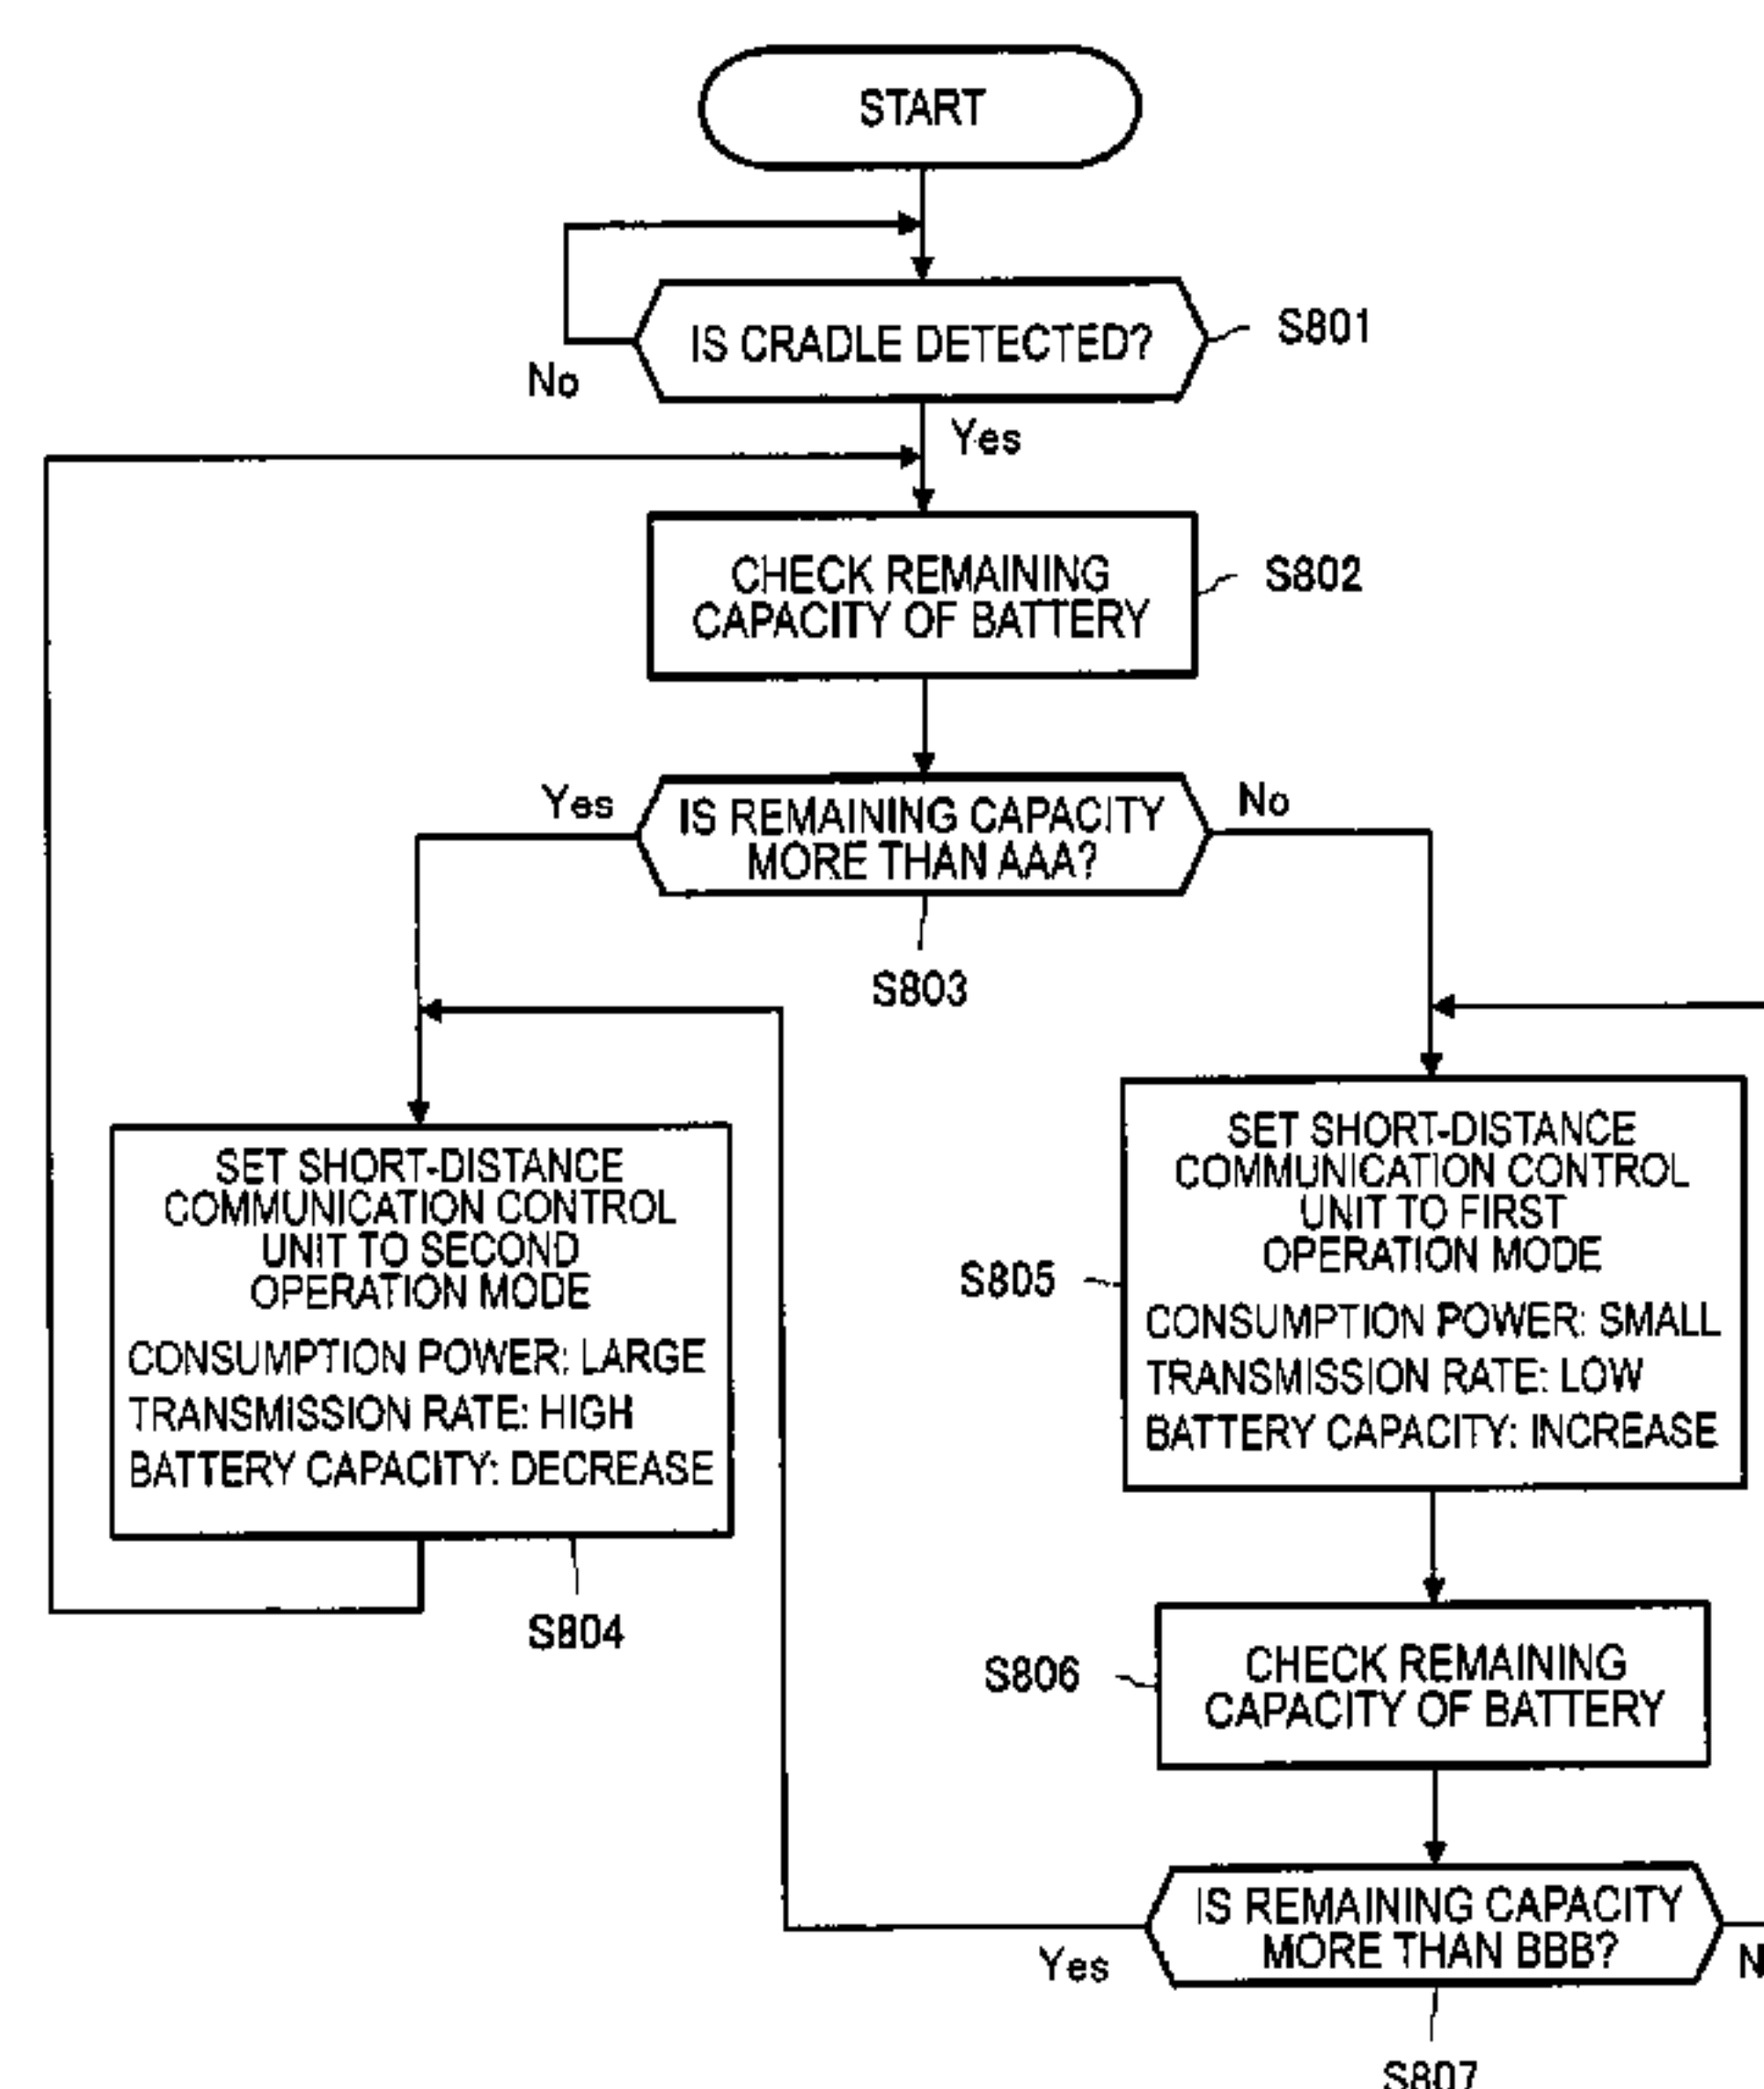 START
IS CRADLE DETECTED?
S801
No
Yes
CHECK REMAINING
CAPACITY OF BATTERY
S802
Yes
IS REMAINING CAPACITY
MORE THAN AAA?
No
S803
SET SHORT-DISTANCE
COMMUNICATION CONTROL
UNIT TO SECOND
OPERATION MODE
CONSUMPTION POWER: LARGE
TRANSMISSION RATE: HIGH
BATTERY CAPACITY: DECREASE
S804
SET SHORT-DISTANCE
COMMUNICATION CONTROL
UNIT TO FIRST
OPERATION MODE
CONSUMPTION POWER: SMALL
TRANSMISSION RATE: LOW
BATTERY CAPACITY: INCREASE
S805
CHECK REMAINING
CAPACITY OF BATTERY
S806
IS REMAINING CAPACITY
MORE THAN BBB?
Yes
S807